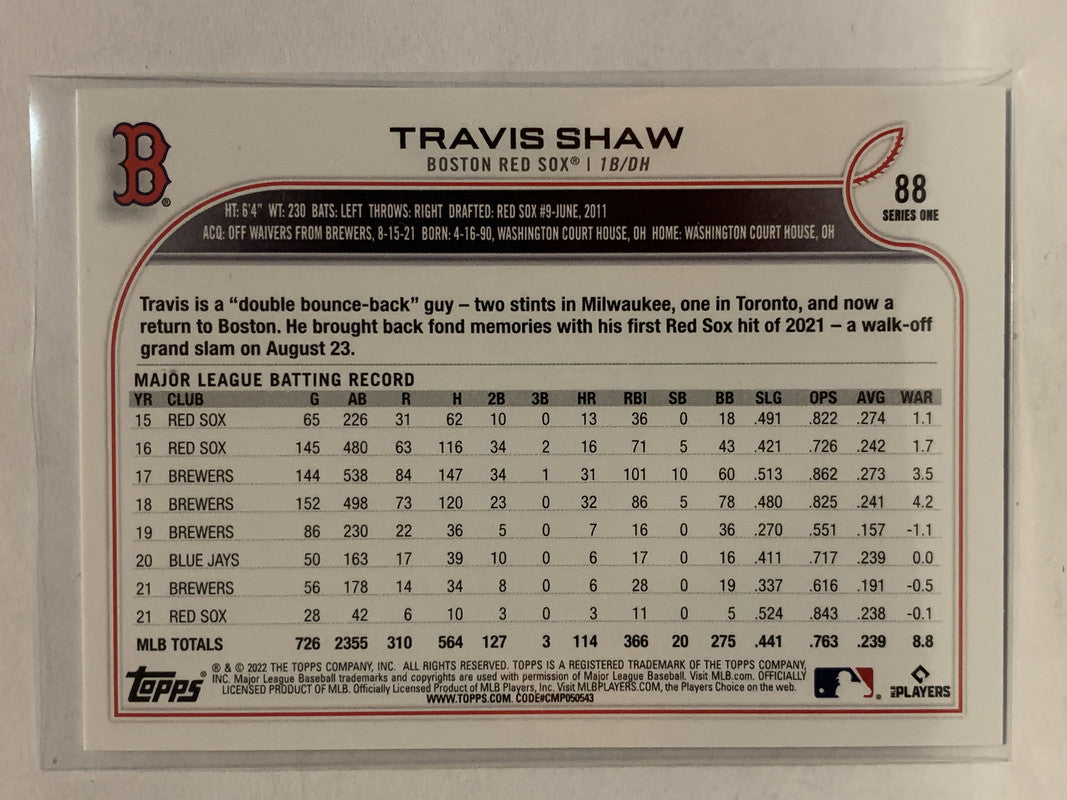 B®
TRAVIS SHAW
BOSTON RED SOX® | 1B/DH
88
SERIES ONE
HT: 6'4" WT: 230 BATS: LEFT THROWS: RIGHT DRAFTED: RED SOX #9-JUNE, 2011
ACQ: OFF WAIVERS FROM BREWERS, 8-15-21 BORN: 4-16-90, WASHINGTON COURT HOUSE, OH HOME: WASHINGTON COURT HOUSE, OH
Travis is a “double bounce-back” guy – two stints in Milwaukee, one in Toronto, and now a
return to Boston. He brought back fond memories with his first Red Sox hit of 2021 – a walk-off
grand slam on August 23.
MAJOR LEAGUE BATTING RECORD
YR CLUB G AB R H 2B 3B HR RBI SB BB SLG OPS AVG WAR
15 RED SOX 65 226 31 62 10 0 13 36 0 18 .491 .822 .274 1.1
16 RED SOX 145 480 63 116 34 2 16 71 5 43 .421 .726 .242 1.7
17 BREWERS 144 538 84 147 34 1 31 101 10 60 .513 .862 .273 3.5
18 BREWERS 152 498 73 120 23 0 32 86 5 78 .480 .825 .241 4.2
19 BREWERS 86 230 22 36 5 0 7 16 0 36 .270 .551 .157 -1.1
20 BLUE JAYS 50 163 17 39 10 0 6 17 0 16 .411 .717 .239 0.0
21 BREWERS 56 178 14 34 8 0 6 28 0 19 .337 .616 .191 -0.5
21 RED SOX 28 42 6 10 3 0 3 11 0 5 .524 .843 .238 -0.1
MLB TOTALS 726 2355 310 564 127 3 114 366 20 275 .441 .763 .239 8.8
topps®
® & © 2022 THE TOPPS COMPANY, INC. ALL RIGHTS RESERVED. TOPPS IS A REGISTERED TRADEMARK OF THE TOPPS COMPANY,
INC. Major League Baseball trademarks and copyrights are used with permission of Major League Baseball. Visit MLB.com. OFFICIALLY
LICENSED PRODUCT OF MLB. Officially Licensed Product of MLB Players, Inc. Visit MLBPLAYERS.COM, the Players Choice on the web.
WWW.TOPPS.COM. CODE#CMP050543
MLB PLAYERS